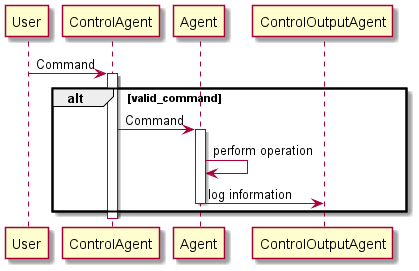 User ControlAgent Agent ControlOutputAgent
Command
alt [valid_command]
Command
perform operation
log information
User ControlAgent Agent ControlOutputAgent